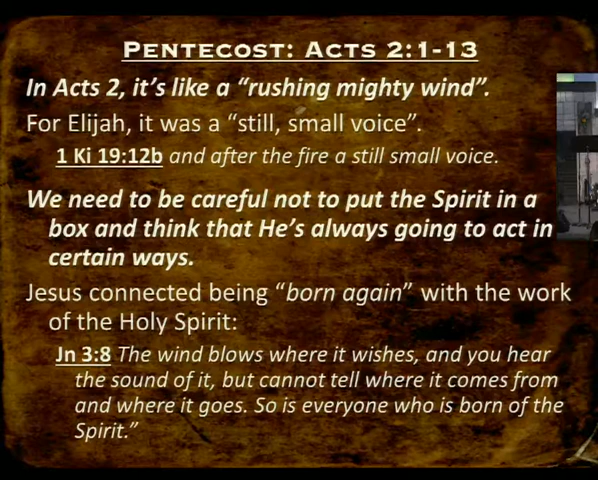 Pentecost: Acts 2:1-13
In Acts 2, it's like a “rushing mighty wind”.
For Elijah, it was a “still, small voice”.
1 Ki 19:12b and after the fire a still small voice.
We need to be careful not to put the Spirit in a
box and think that He's always going to act in
certain ways.
Jesus connected being “born again” with the work
of the Holy Spirit:
Jn 3:8 The wind blows where it wishes, and you hear
the sound of it, but cannot tell where it comes from
and where it goes. So is everyone who is born of the
Spirit.”